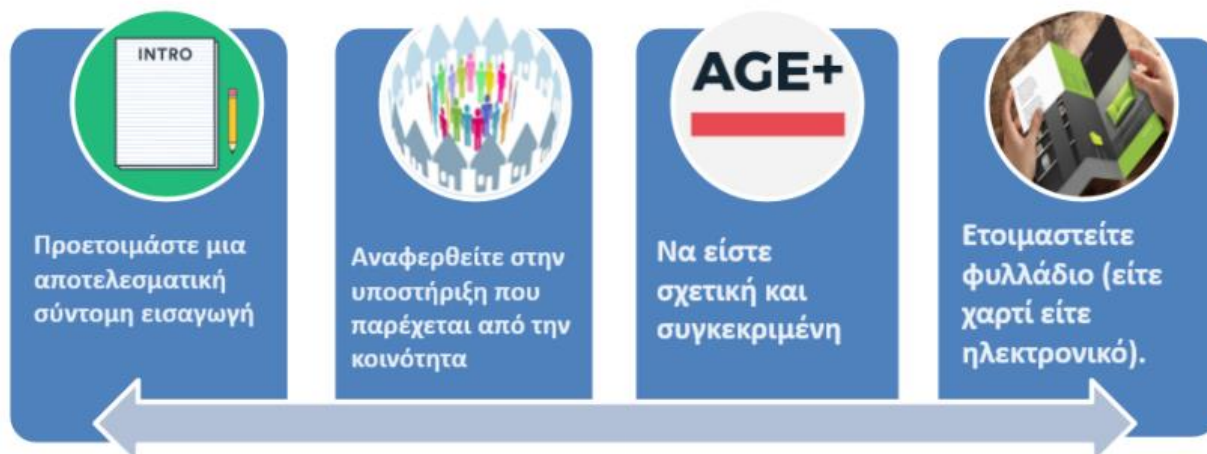 INTRO
Προετοιμάστε μια
αποτελεσματική
σύντομη εισαγωγή
Αναφερθείτε στην
υποστήριξη που
παρέχεται από την
κοινότητα
AGE+
Να είστε
σχετική και
συγκεκριμένη
Ετοιμαστείτε
φυλλάδιο (είτε
χαρτί είτε
ηλεκτρονικό).